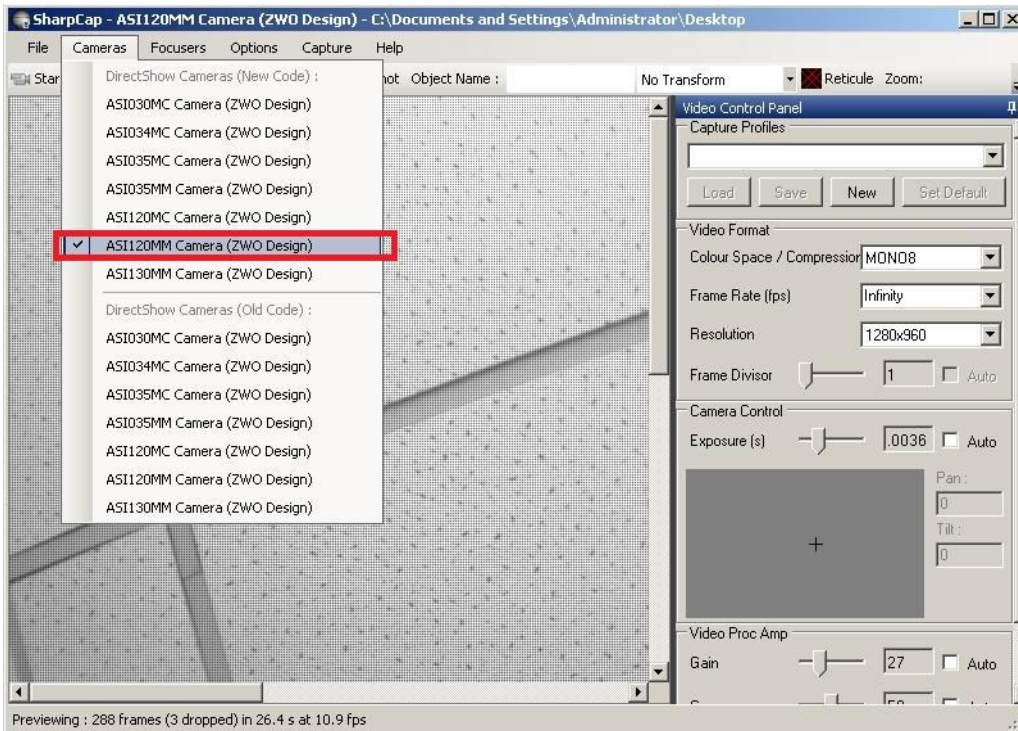 SharpCap - ASI120MM Camera (ZWO Design) - C:\Documents and Settings\Administrator\Desktop
File Cameras Focusers Options Capture Help
Star
hot Object Name :
No Transform
Reticule Zoom:
DirectShow Cameras (New Code) :
ASI030MC Camera (ZWO Design)
ASI034MC Camera (ZWO Design)
ASI035MC Camera (ZWO Design)
ASI035MM Camera (ZWO Design)
ASI120MC Camera (ZWO Design)
ASI120MM Camera (ZWO Design)
ASI130MM Camera (ZWO Design)
DirectShow Cameras (Old Code) :
ASI030MC Camera (ZWO Design)
ASI034MC Camera (ZWO Design)
ASI035MC Camera (ZWO Design)
ASI035MM Camera (ZWO Design)
ASI120MC Camera (ZWO Design)
ASI120MM Camera (ZWO Design)
ASI130MM Camera (ZWO Design)
Video Control Panel
Capture Profiles
Load Save New Set Default
Video Format
Colour Space / Compression MONO8
Frame Rate (fps) Infinity
Resolution 1280x960
Frame Divisor 1 Auto
Camera Control
Exposure (s) .0036 Auto
Pan :
0
Tilt :
0
Video Proc Amp
Gain 27 Auto
Previewing : 288 frames (3 dropped) in 26.4 s at 10.9 fps